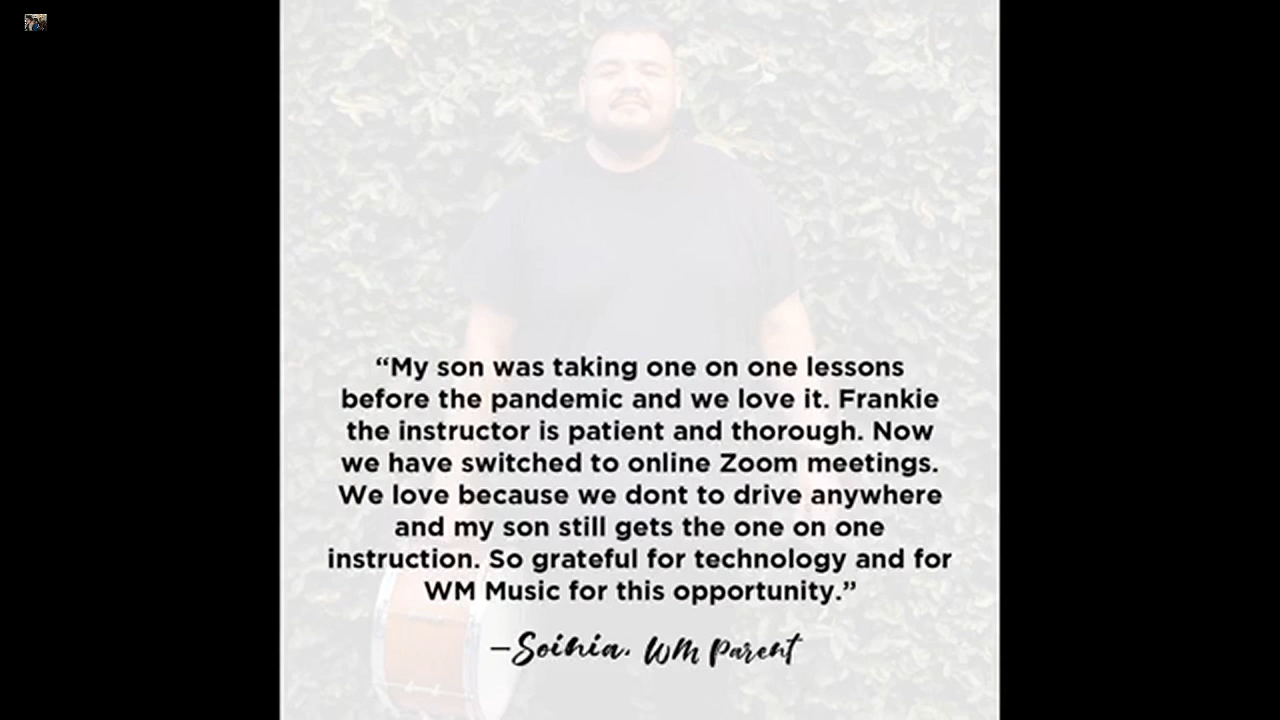 “My son was taking one on one lessons
before the pandemic and we love it. Frankie
the instructor is patient and thorough. Now
we have switched to online Zoom meetings.
We love because we dont to drive anywhere
and my son still gets the one on one
instruction. So grateful for technology and for
WM Music for this opportunity.”
–Soihia. WM Parent